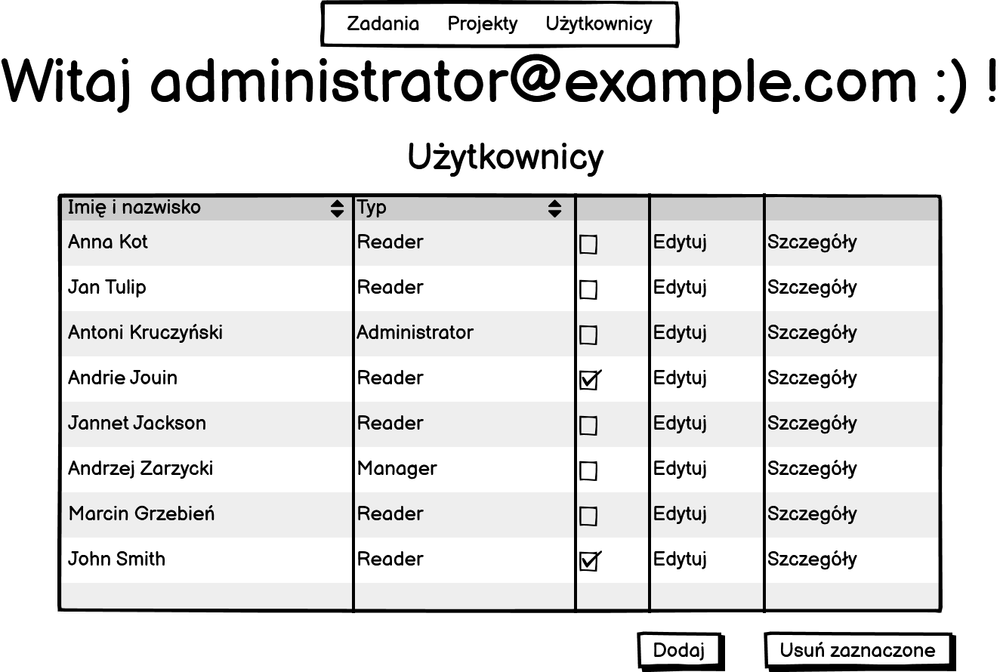 Zadania Projekty Użytkownicy
Witaj administrator@example.com :) !
Użytkownicy
Imię i nazwisko Typ
Anna Kot Reader Edytuj Szczegóły
Jan Tulip Reader Edytuj Szczegóły
Antoni Kruczyński Administrator Edytuj Szczegóły
Andrie Jouin Reader Edytuj Szczegóły
Jannet Jackson Reader Edytuj Szczegóły
Andrzej Zarzycki Manager Edytuj Szczegóły
Marcin Grzebień Reader Edytuj Szczegóły
John Smith Reader Edytuj Szczegóły
Dodaj Usuń zaznaczone